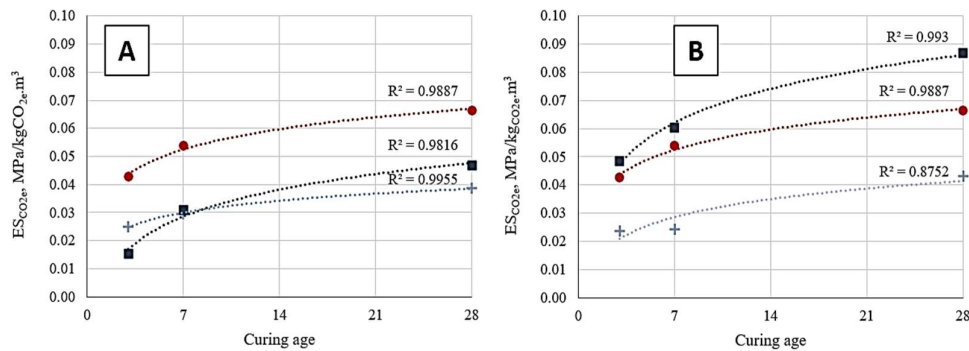 A
ES_CO2e, MPa/kgCO₂e.m³
0.10
0.09
0.08
0.07
0.06
0.05
0.04
0.03
0.02
0.01
0.00
R² = 0.9887
R² = 0.9816
R² = 0.9955
0 7 14 21 28
Curing age
B
ES_CO2e, MPa/kg_CO2e.m³
0.10
0.09
0.08
0.07
0.06
0.05
0.04
0.03
0.02
0.01
0.00
R² = 0.993
R² = 0.9887
R² = 0.8752
0 7 14 21 28
Curing age